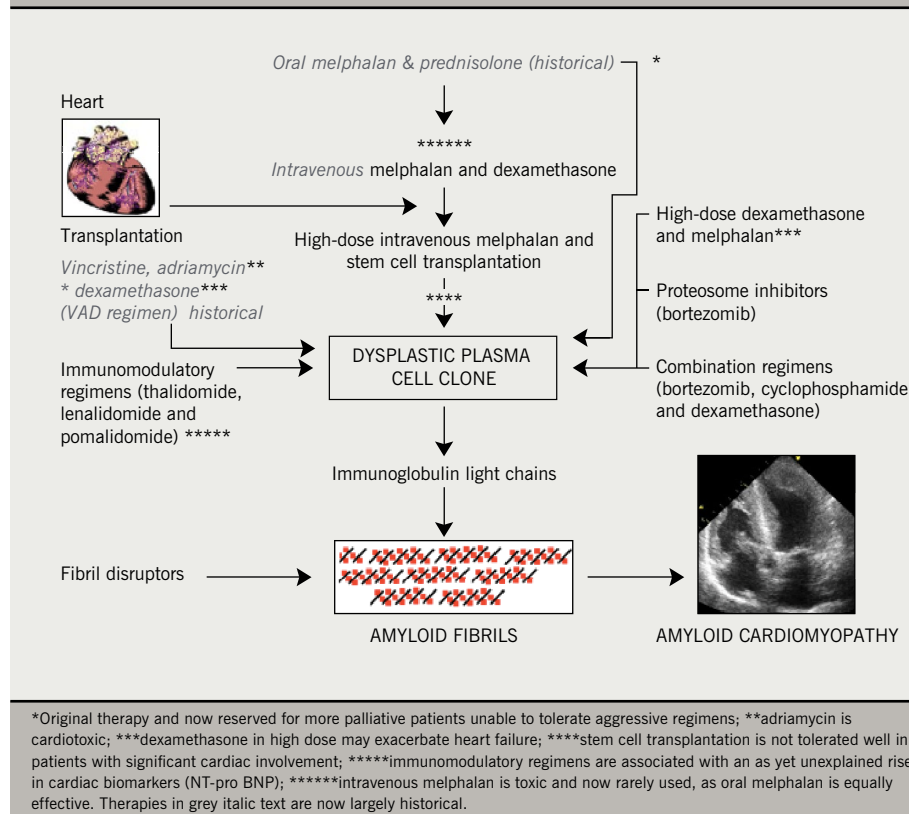 Oral melphalan & prednisolone (historical) *
Heart
******
Intravenous melphalan and dexamethasone
High-dose intravenous melphalan and
stem cell transplantation
****
Transplantation
Vincristine, adriamycin**
* dexamethasone***
(VAD regimen) historical
Immunomodulatory
regimens (thalidomide,
lenalidomide and
pomalidomide) *****
High-dose dexamethasone
and melphalan***
Proteosome inhibitors
(bortezomib)
Combination regimens
(bortezomib, cyclophosphamide
and dexamethasone)
DYSPLASTIC PLASMA
CELL CLONE
Immunoglobulin light chains
Fibril disruptors
AMYLOID FIBRILS
AMYLOID CARDIOMYOPATHY
*Original therapy and now reserved for more palliative patients unable to tolerate aggressive regimens; **adriamycin is
cardiotoxic; ***dexamethasone in high dose may exacerbate heart failure; ****stem cell transplantation is not tolerated well in
patients with significant cardiac involvement; *****immunomodulatory regimens are associated with an as yet unexplained rise
in cardiac biomarkers (NT-pro BNP); ******intravenous melphalan is toxic and now rarely used, as oral melphalan is equally
effective. Therapies in grey italic text are now largely historical.